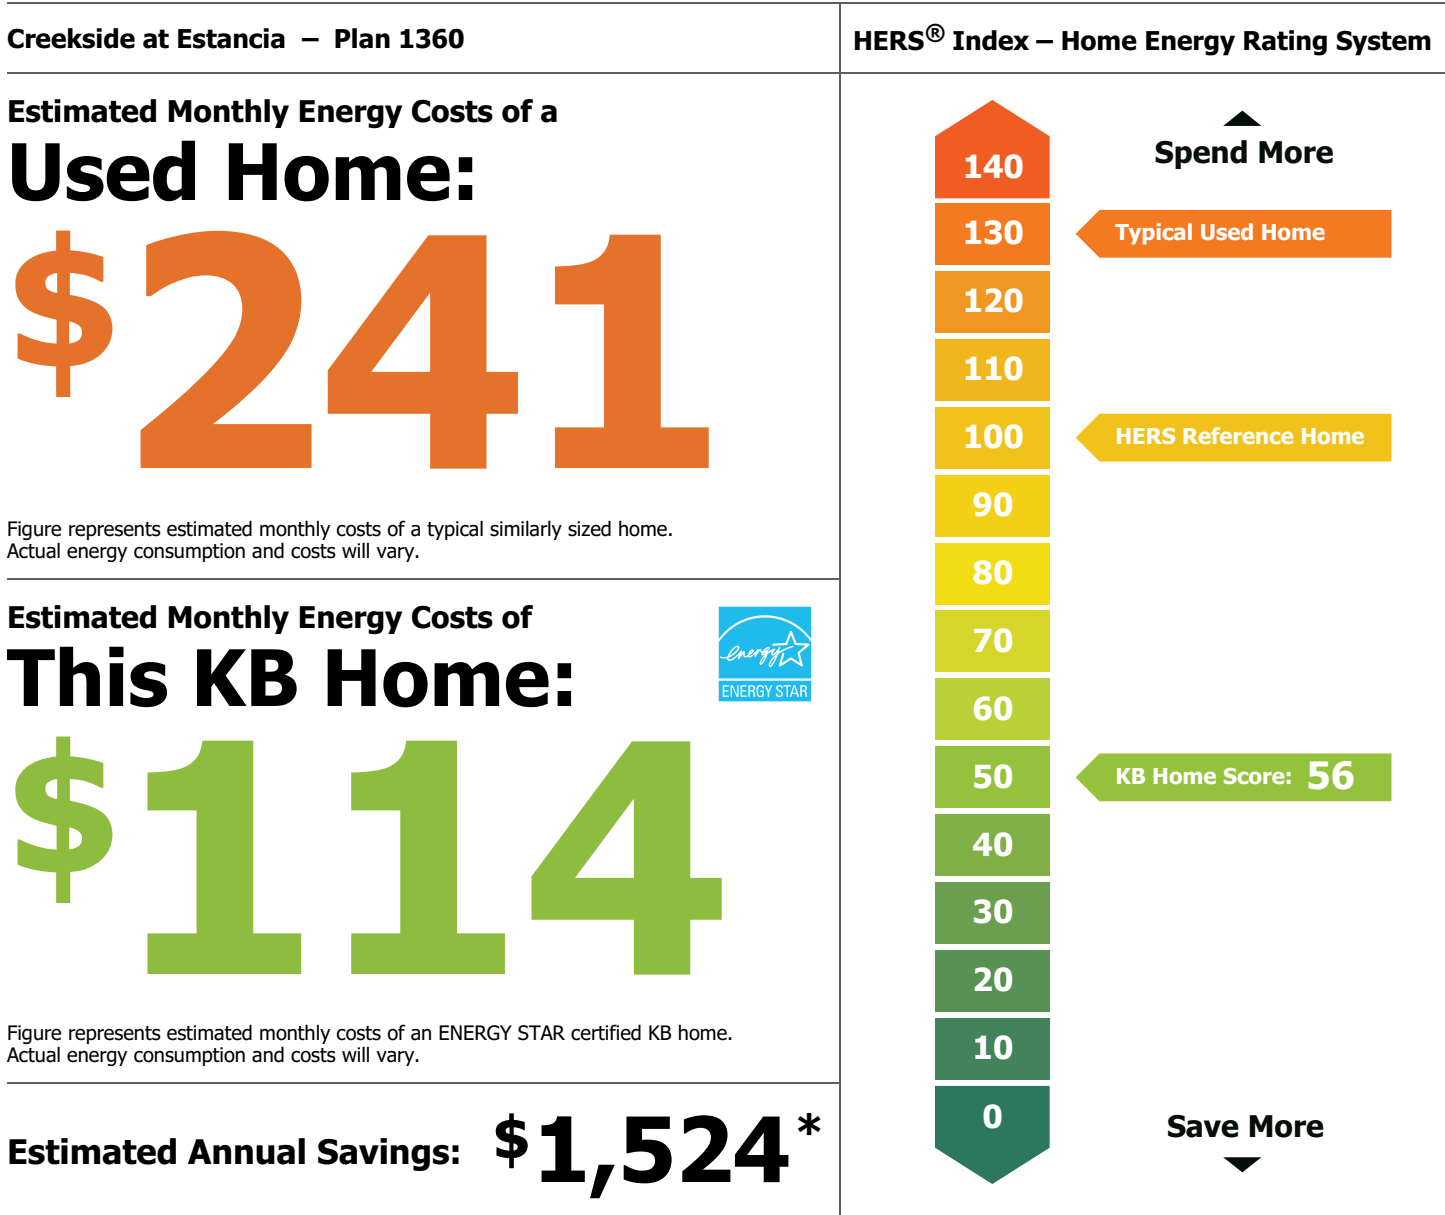 Creekside at Estancia – Plan 1360
Estimated Monthly Energy Costs of a
Used Home:
$241
Figure represents estimated monthly costs of a typical similarly sized home.
Actual energy consumption and costs will vary.
Estimated Monthly Energy Costs of
This KB Home:
energy
ENERGY STAR
$114
Figure represents estimated monthly costs of an ENERGY STAR certified KB home.
Actual energy consumption and costs will vary.
Estimated Annual Savings: $1,524*
HERS® Index – Home Energy Rating System
Spend More
140
130 Typical Used Home
120
110
100 HERS Reference Home
90
80
70
60
50 KB Home Score: 56
40
30
20
10
0
Save More